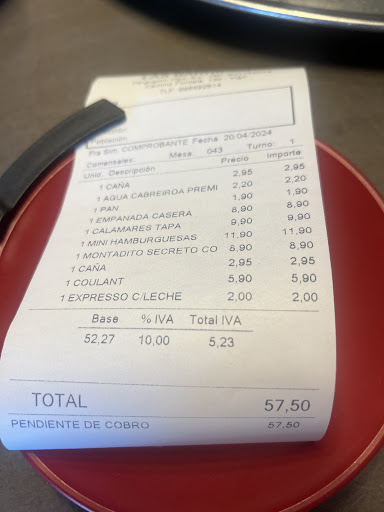 Fra Sim. COMPROBANTE Fecha 20/04/2024
Comensales: Mesa 043 Turno: 1
Unid. Descripción Precio Importe
1 CAÑA 2,95 2,95
1 AGUA CABREIROA PREMI 2,20 2,20
1 PAN 1,90 1,90
1 EMPANADA CASERA 8,90 8,90
1 CALAMARES TAPA 9,90 9,90
1 MINI HAMBURGUESAS 11,90 11,90
1 MONTADITO SECRETO CO 8,90 8,90
1 CAÑA 2,95 2,95
1 COULANT 5,90 5,90
1 EXPRESSO C/LECHE 2,00 2,00
Base % IVA Total IVA
52,27 10,00 5,23
TOTAL 57,50
PENDIENTE DE COBRO 57,50